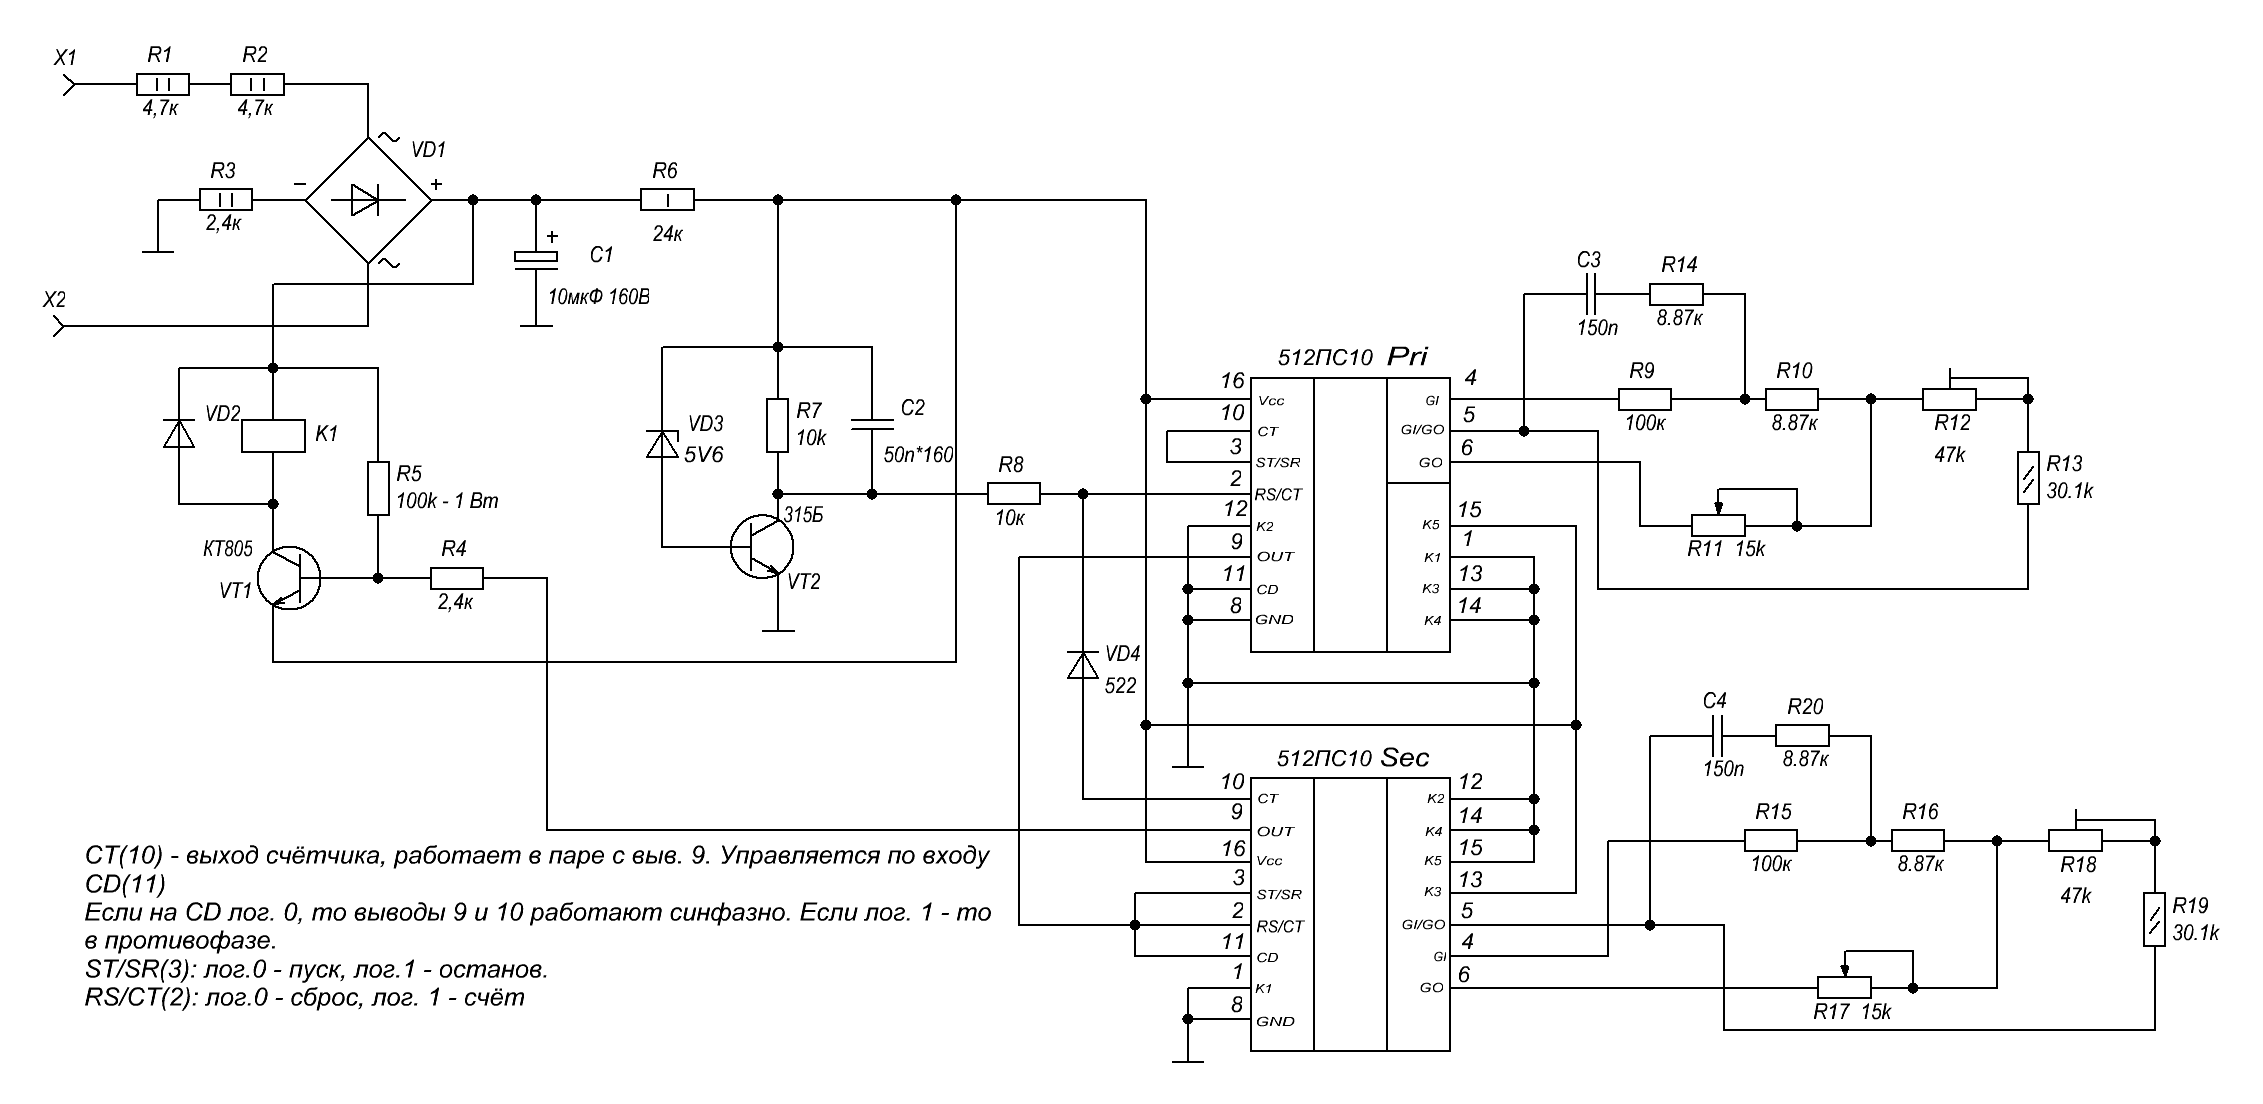 X1
R1
4,7к
R2
4,7к
VD1
R3
2,4к
−
+
X2
R6
24к
+
C1
10мкФ 160В
VD2
K1
R5
100k - 1 Вт
КТ805
VT1
R4
2,4к
VD3
5V6
R7
10k
C2
50n*160
315Б
VT2
R8
10к
VD4
522
512ПС10 Pri
16 Vcc
10 CT
3 ST/SR
2 RS/CT
12 K2
9 OUT
11 CD
8 GND
GI 4
GI/GO 5
GO 6
K5 15
K1 1
K3 13
K4 14
C3
150n
R14
8.87к
R9
100к
R10
8.87к
R12
47k
R13
30.1k
R11 15k
512ПС10 Sec
10 CT
9 OUT
16 Vcc
3 ST/SR
2 RS/CT
11 CD
1 K1
8 GND
K2 12
K4 14
K5 15
K3 13
GI/GO 5
GI 4
GO 6
C4
150n
R20
8.87к
R15
100к
R16
8.87к
R18
47k
R19
30.1k
R17 15k
CT(10) - выход счётчика, работает в паре с выв. 9. Управляется по входу
CD(11)
Если на CD лог. 0, то выводы 9 и 10 работают синфазно. Если лог. 1 - то
в противофазе.
ST/SR(3): лог.0 - пуск, лог.1 - останов.
RS/CT(2): лог.0 - сброс, лог. 1 - счёт